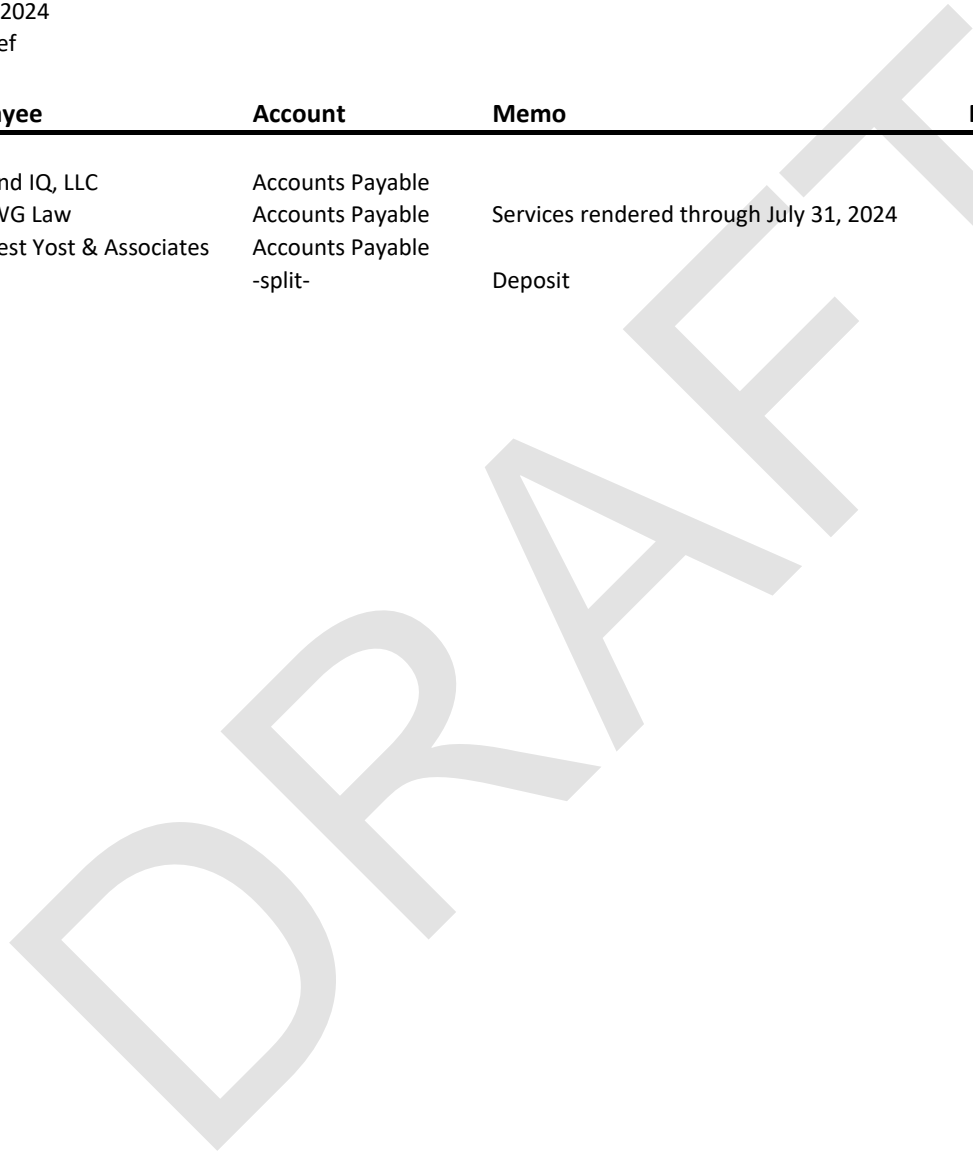 2024
ef
yee Account Memo
nd IQ, LLC Accounts Payable
WG Law Accounts Payable Services rendered through July 31, 2024
est Yost & Associates Accounts Payable
-split- Deposit
DRAFT